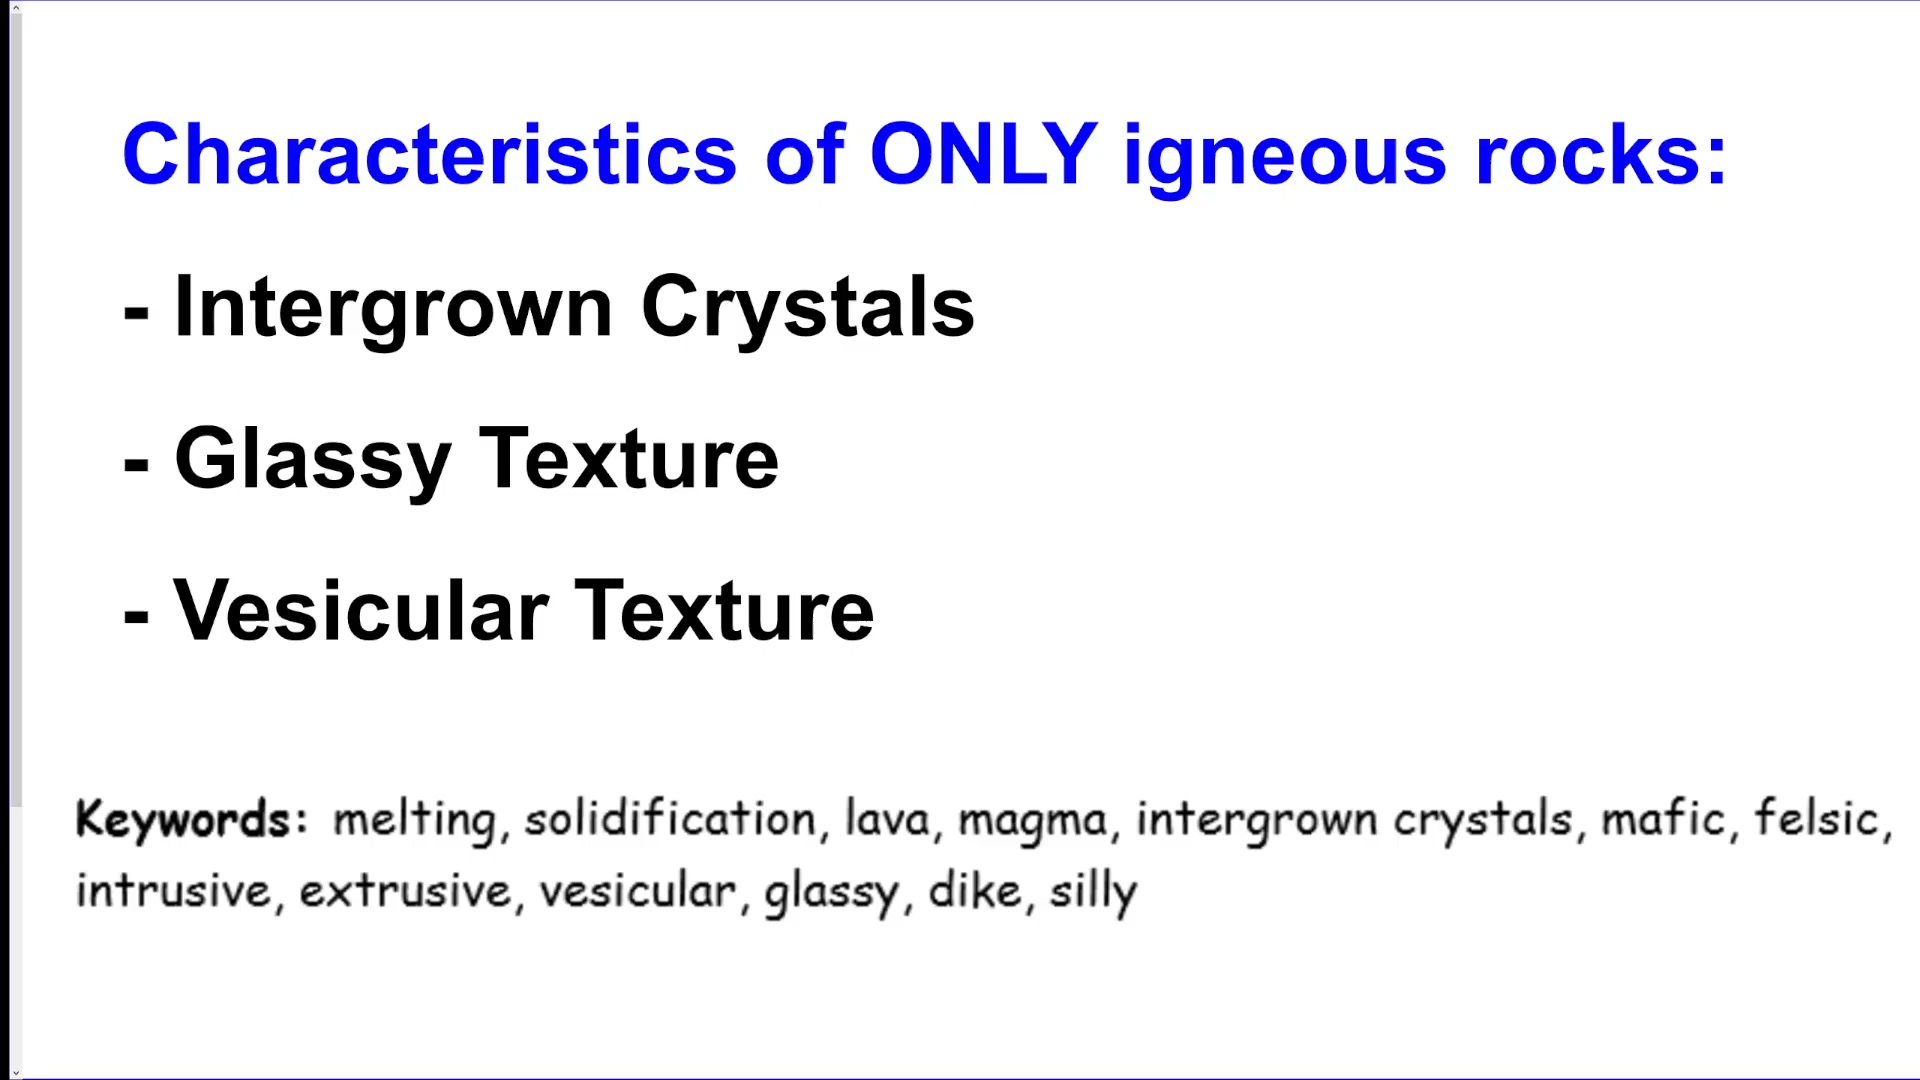 Characteristics of ONLY igneous rocks:
- Intergrown Crystals
- Glassy Texture
- Vesicular Texture
Keywords: melting, solidification, lava, magma, intergrown crystals, mafic, felsic,
intrusive, extrusive, vesicular, glassy, dike, silly